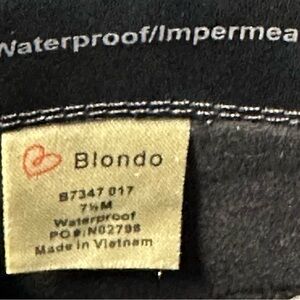 Waterproof/Impermea
Blondo
B7347 017
7½M
Waterproof
PO#:N02798
Made in Vietnam